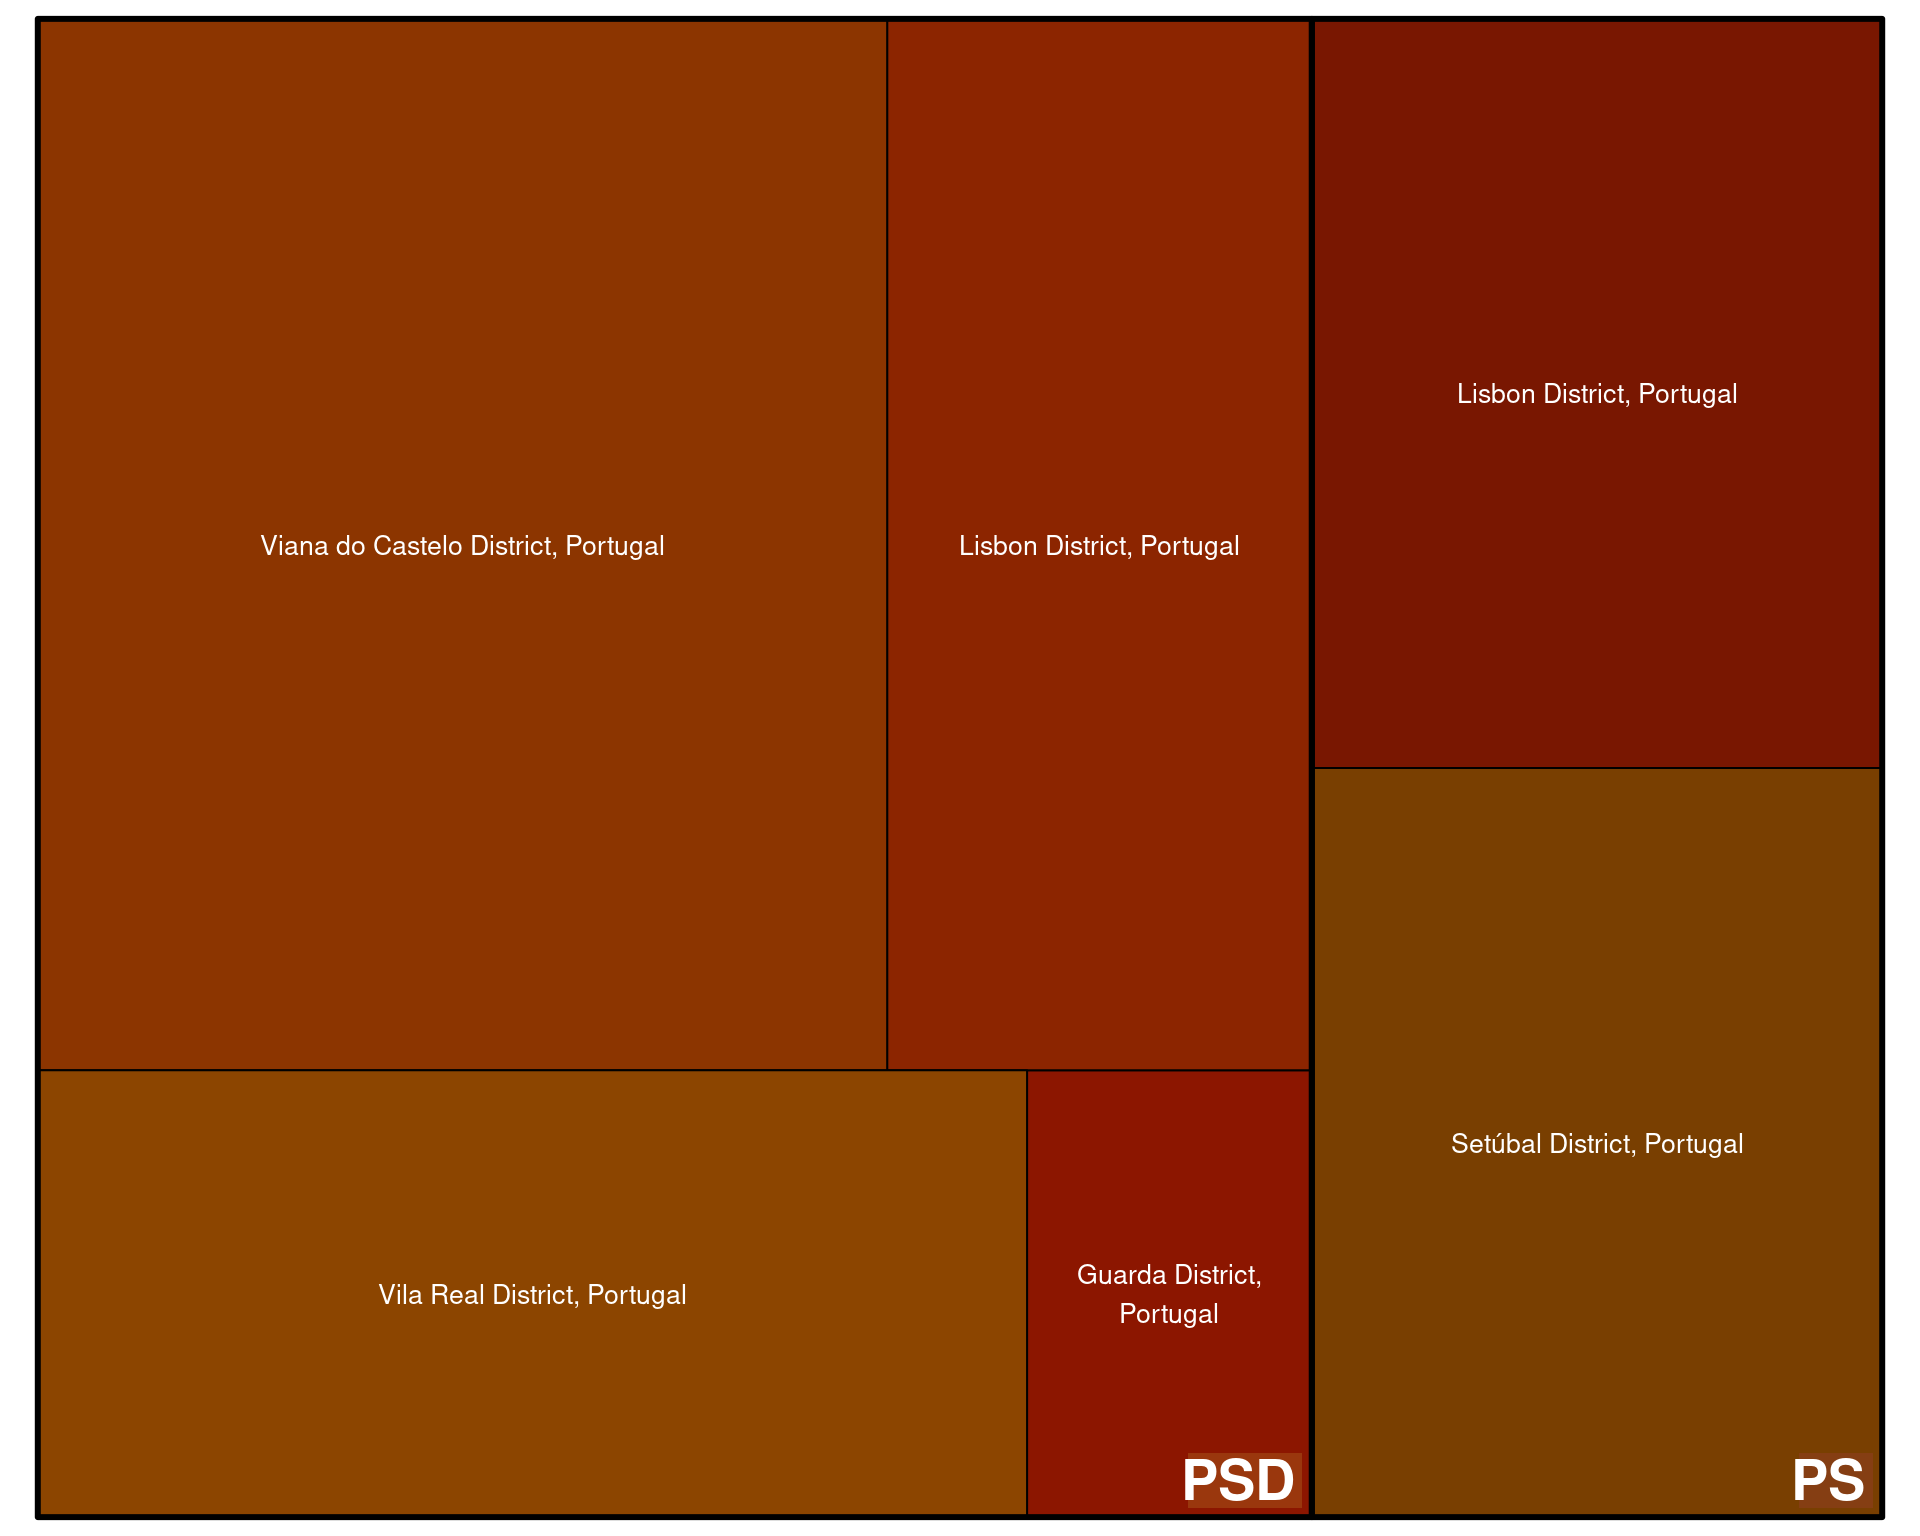 Lisbon District, Portugal
Viana do Castelo District, Portugal
Lisbon District, Portugal
Setúbal District, Portugal
Vila Real District, Portugal
Guarda District,
Portugal
PSD
PS